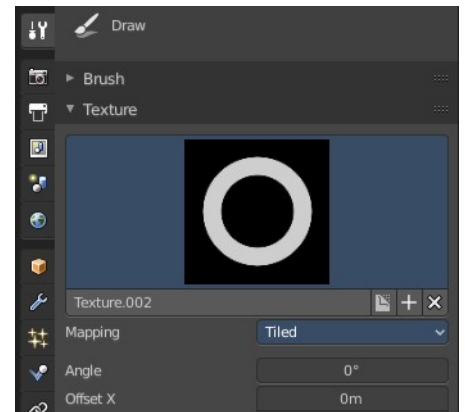 Draw
Brush
Texture
Texture.002
Mapping Tiled
Angle 0°
Offset X 0m